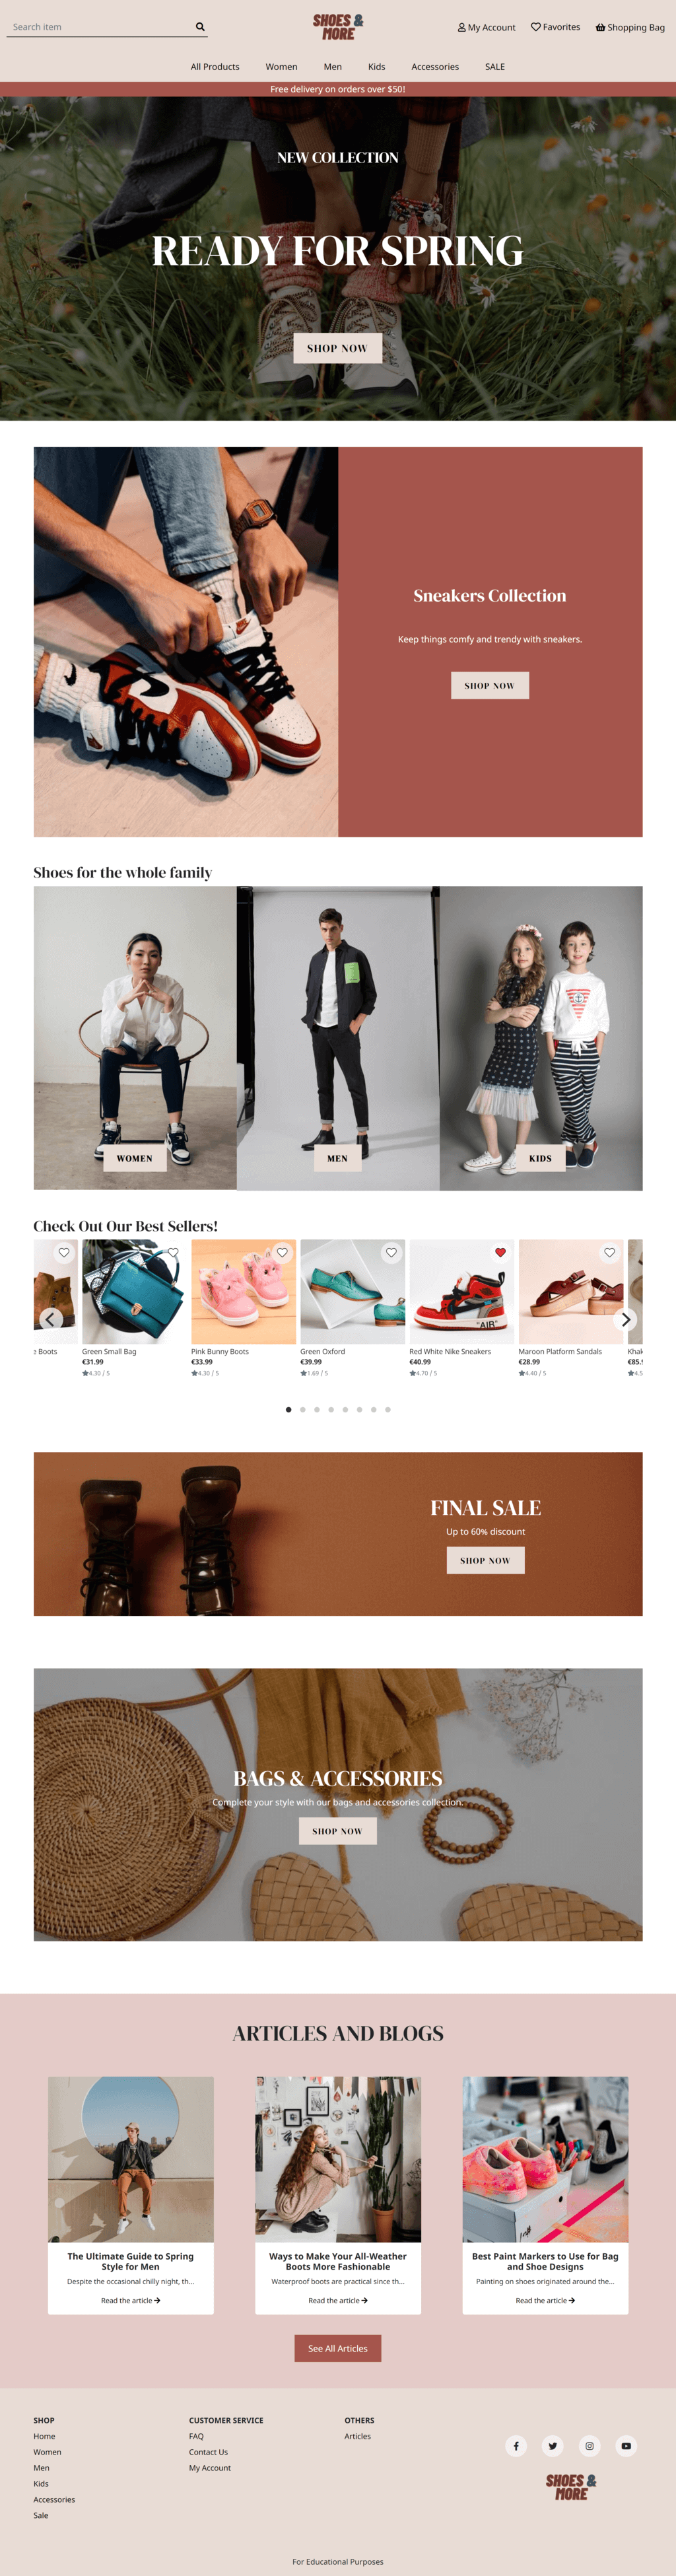 Search item
SHOES &
MORE
My Account
Favorites
Shopping Bag
All Products
Women
Men
Kids
Accessories
SALE
Free delivery on orders over $50!
NEW COLLECTION
READY FOR SPRING
SHOP NOW
Sneakers Collection
Keep things comfy and trendy with sneakers.
SHOP NOW
Shoes for the whole family
WOMEN
MEN
KIDS
Check Out Our Best Sellers!
"AIR"
e Boots
Green Small Bag
€31.99
4.30 / 5
Pink Bunny Boots
€33.99
4.30 / 5
Green Oxford
€39.99
1.69 / 5
Red White Nike Sneakers
€40.99
4.70 / 5
Maroon Platform Sandals
€28.99
4.40 / 5
Khak
€85.
4.5
FINAL SALE
Up to 60% discount
SHOP NOW
BAGS & ACCESSORIES
Complete your style with our bags and accessories collection.
SHOP NOW
ARTICLES AND BLOGS
The Ultimate Guide to Spring
Style for Men
Despite the occasional chilly night, th...
Read the article
Ways to Make Your All-Weather
Boots More Fashionable
Waterproof boots are practical since th...
Read the article
Best Paint Markers to Use for Bag
and Shoe Designs
Painting on shoes originated around the...
Read the article
See All Articles
SHOP
Home
Women
Men
Kids
Accessories
Sale
CUSTOMER SERVICE
FAQ
Contact Us
My Account
OTHERS
Articles
SHOES &
MORE
For Educational Purposes